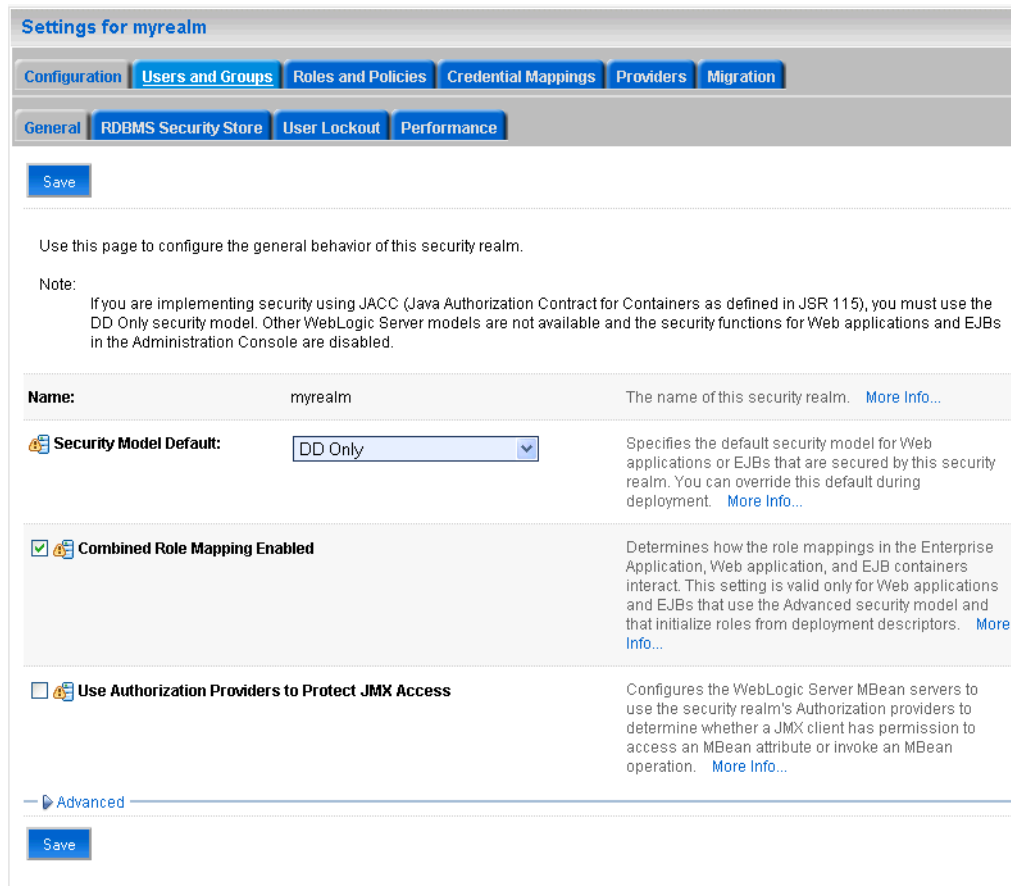 Settings for myrealm
Configuration Users and Groups Roles and Policies Credential Mappings Providers Migration
General RDBMS Security Store User Lockout Performance
Save
Use this page to configure the general behavior of this security realm.
Note:
If you are implementing security using JACC (Java Authorization Contract for Containers as defined in JSR 115), you must use the
DD Only security model. Other WebLogic Server models are not available and the security functions for Web applications and EJBs
in the Administration Console are disabled.
Name: myrealm The name of this security realm. More Info...
Security Model Default: DD Only Specifies the default security model for Web
applications or EJBs that are secured by this security
realm. You can override this default during
deployment. More Info...
Combined Role Mapping Enabled Determines how the role mappings in the Enterprise
Application, Web application, and EJB containers
interact. This setting is valid only for Web applications
and EJBs that use the Advanced security model and
that initialize roles from deployment descriptors. More
Info...
Use Authorization Providers to Protect JMX Access Configures the WebLogic Server MBean servers to
use the security realm's Authorization providers to
determine whether a JMX client has permission to
access an MBean attribute or invoke an MBean
operation. More Info...
Advanced
Save